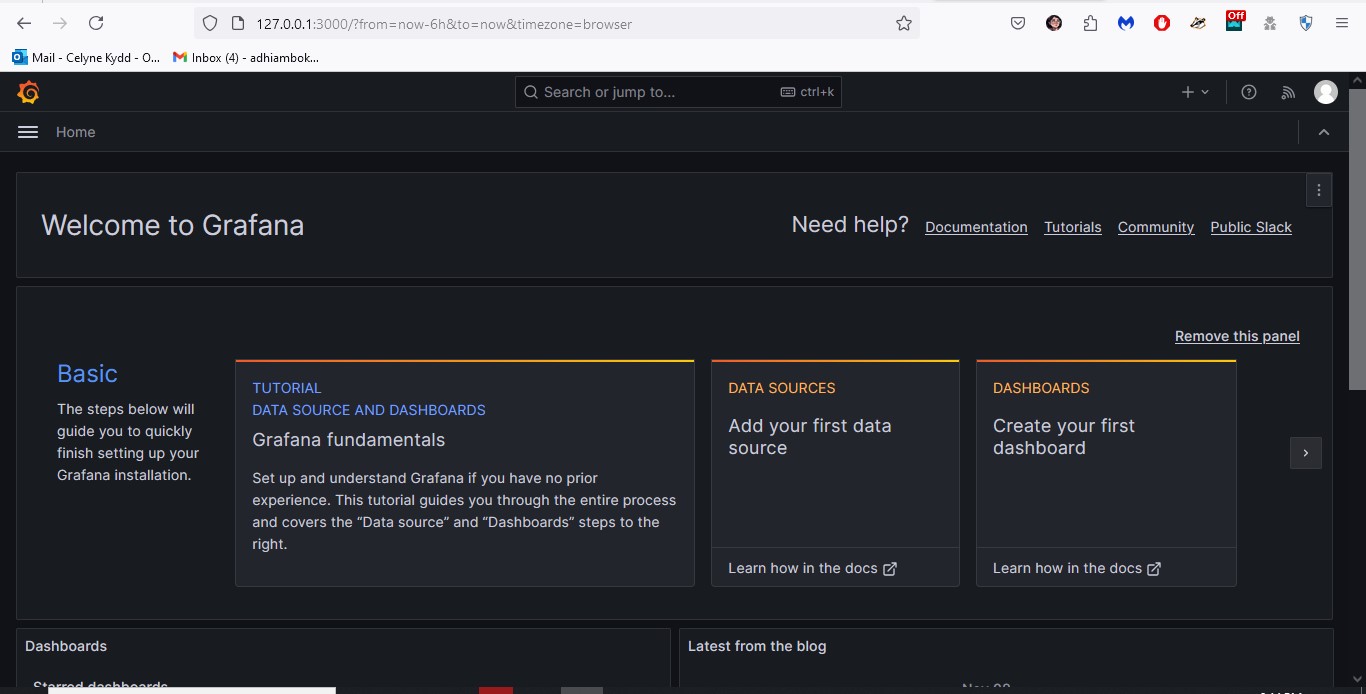 127.0.0.1:3000/?from=now-6h&to=now&timezone=browser
Off
Mail - Celyne Kydd - O...
Inbox (4) - adhiambok...
Search or jump to...
ctrl+k
Home
Welcome to Grafana
Need help?
Documentation
Tutorials
Community
Public Slack
Remove this panel
Basic
The steps below will
guide you to quickly
finish setting up your
Grafana installation.
TUTORIAL
DATA SOURCE AND DASHBOARDS
Grafana fundamentals
Set up and understand Grafana if you have no prior
experience. This tutorial guides you through the entire process
and covers the “Data source” and “Dashboards” steps to the
right.
DATA SOURCES
Add your first data
source
Learn how in the docs
DASHBOARDS
Create your first
dashboard
Learn how in the docs
Dashboards
Latest from the blog
Starred dashboards